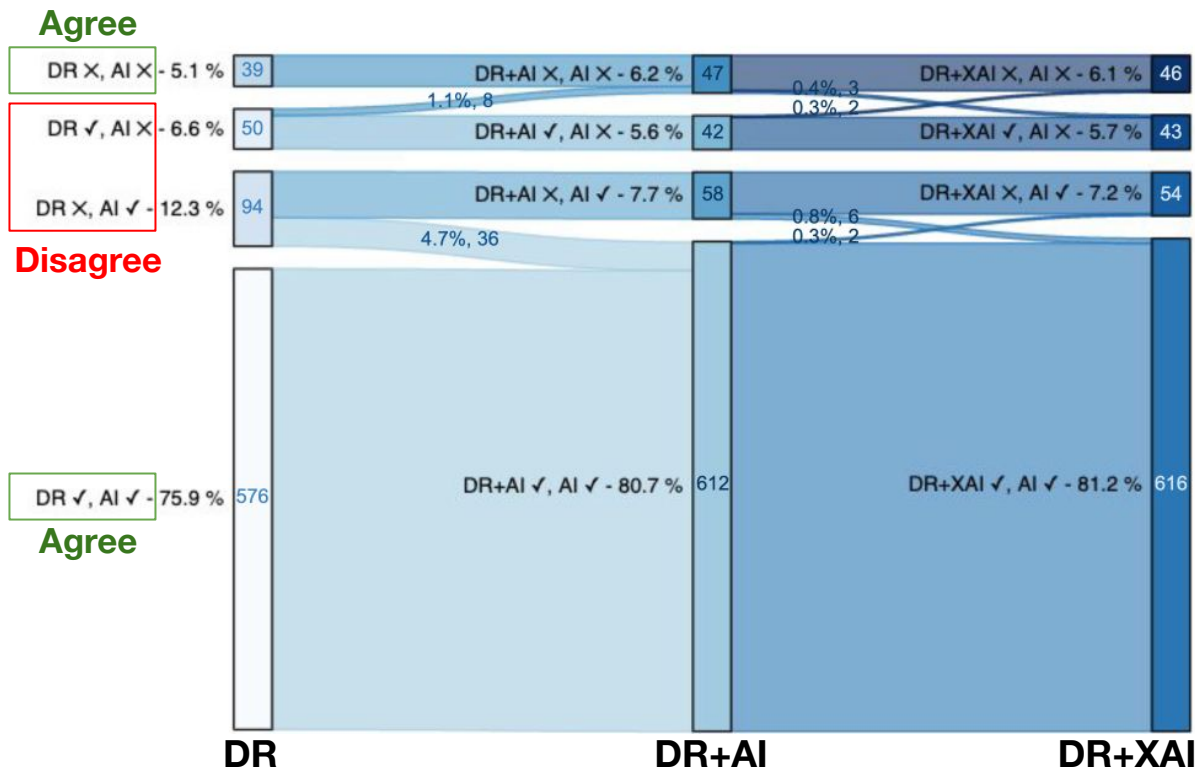 Agree
DR ✕, AI ✕ - 5.1 % 39 DR+AI ✕, AI ✕ - 6.2 % 47 DR+XAI ✕, AI ✕ - 6.1 % 46
0.4%, 3
1.1%, 8 0.3%, 2
DR ✓, AI ✕ - 6.6 % 50 DR+AI ✓, AI ✕ - 5.6 % 42 DR+XAI ✓, AI ✕ - 5.7 % 43
DR ✕, AI ✓ - 12.3 % 94 DR+AI ✕, AI ✓ - 7.7 % 58 DR+XAI ✕, AI ✓ - 7.2 % 54
0.8%, 6
4.7%, 36 0.3%, 2
Disagree
DR ✓, AI ✓ - 75.9 % 576 DR+AI ✓, AI ✓ - 80.7 % 612 DR+XAI ✓, AI ✓ - 81.2 % 616
Agree
DR DR+AI DR+XAI